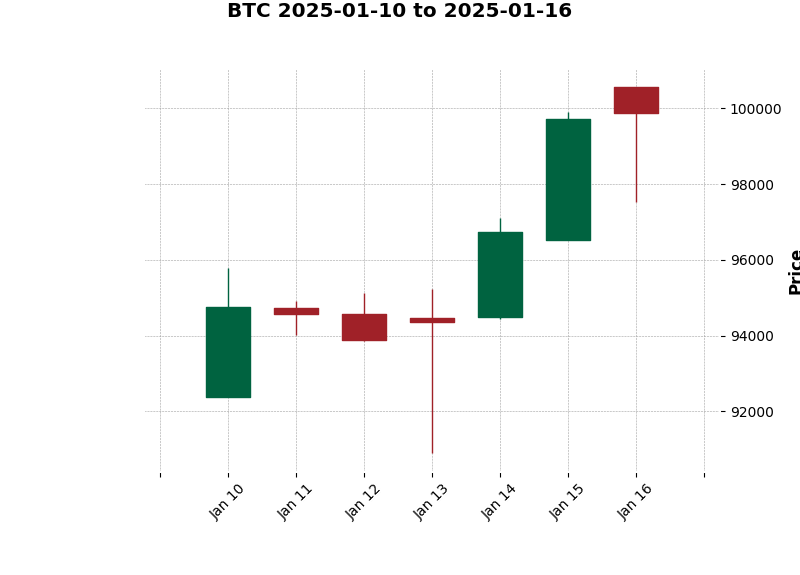 BTC 2025-01-10 to 2025-01-16
100000
98000
96000
94000
92000
Price
Jan 10
Jan 11
Jan 12
Jan 13
Jan 14
Jan 15
Jan 16